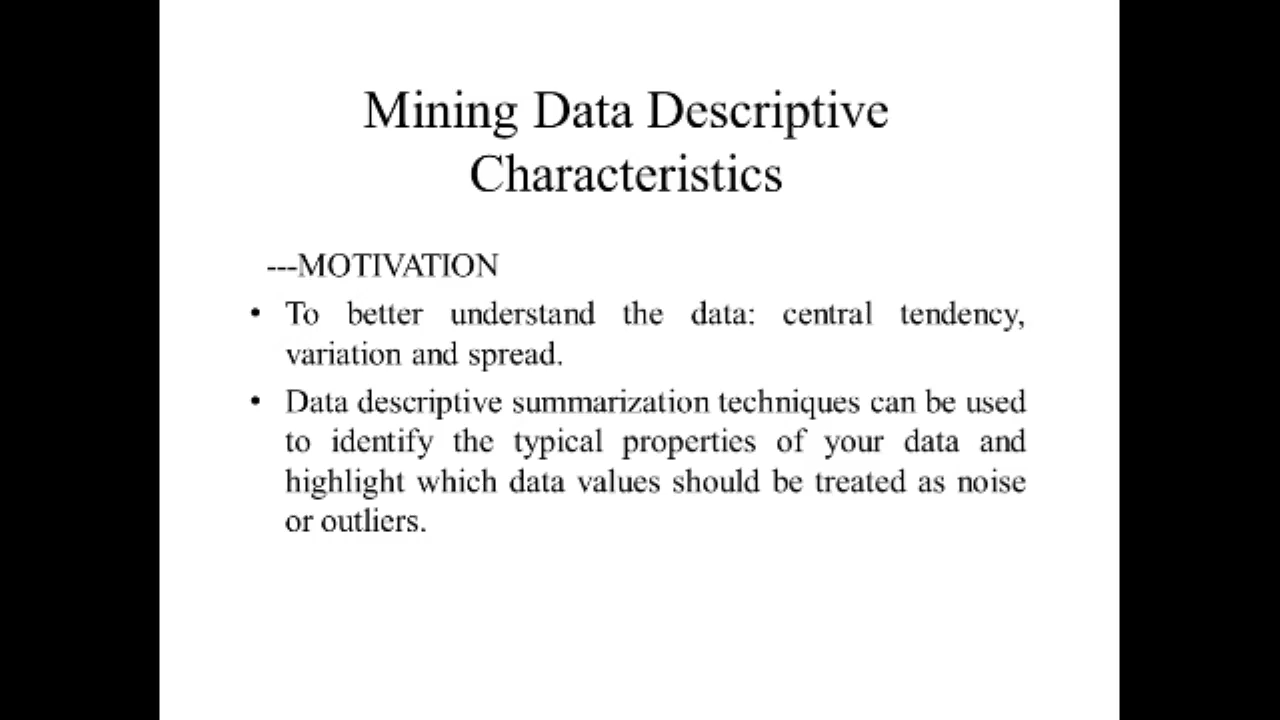 Mining Data Descriptive
Characteristics
---MOTIVATION
• To better understand the data: central tendency,
variation and spread.
• Data descriptive summarization techniques can be used
to identify the typical properties of your data and
highlight which data values should be treated as noise
or outliers.